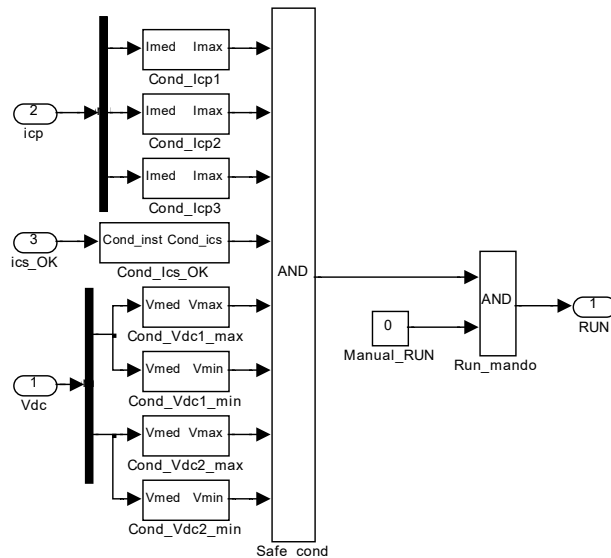 Imed Imax
Cond_Icp1
2
icp
Imed Imax
Cond_Icp2
Imed Imax
Cond_Icp3
3
ics_OK
Cond_inst Cond_ics
Cond_Ics_OK
AND
Safe_cond
Vmed Vmax
Cond_Vdc1_max
Vmed Vmin
Cond_Vdc1_min
1
Vdc
Vmed Vmax
Cond_Vdc2_max
Vmed Vmin
Cond_Vdc2_min
0
Manual_RUN
AND
Run_mando
1
RUN